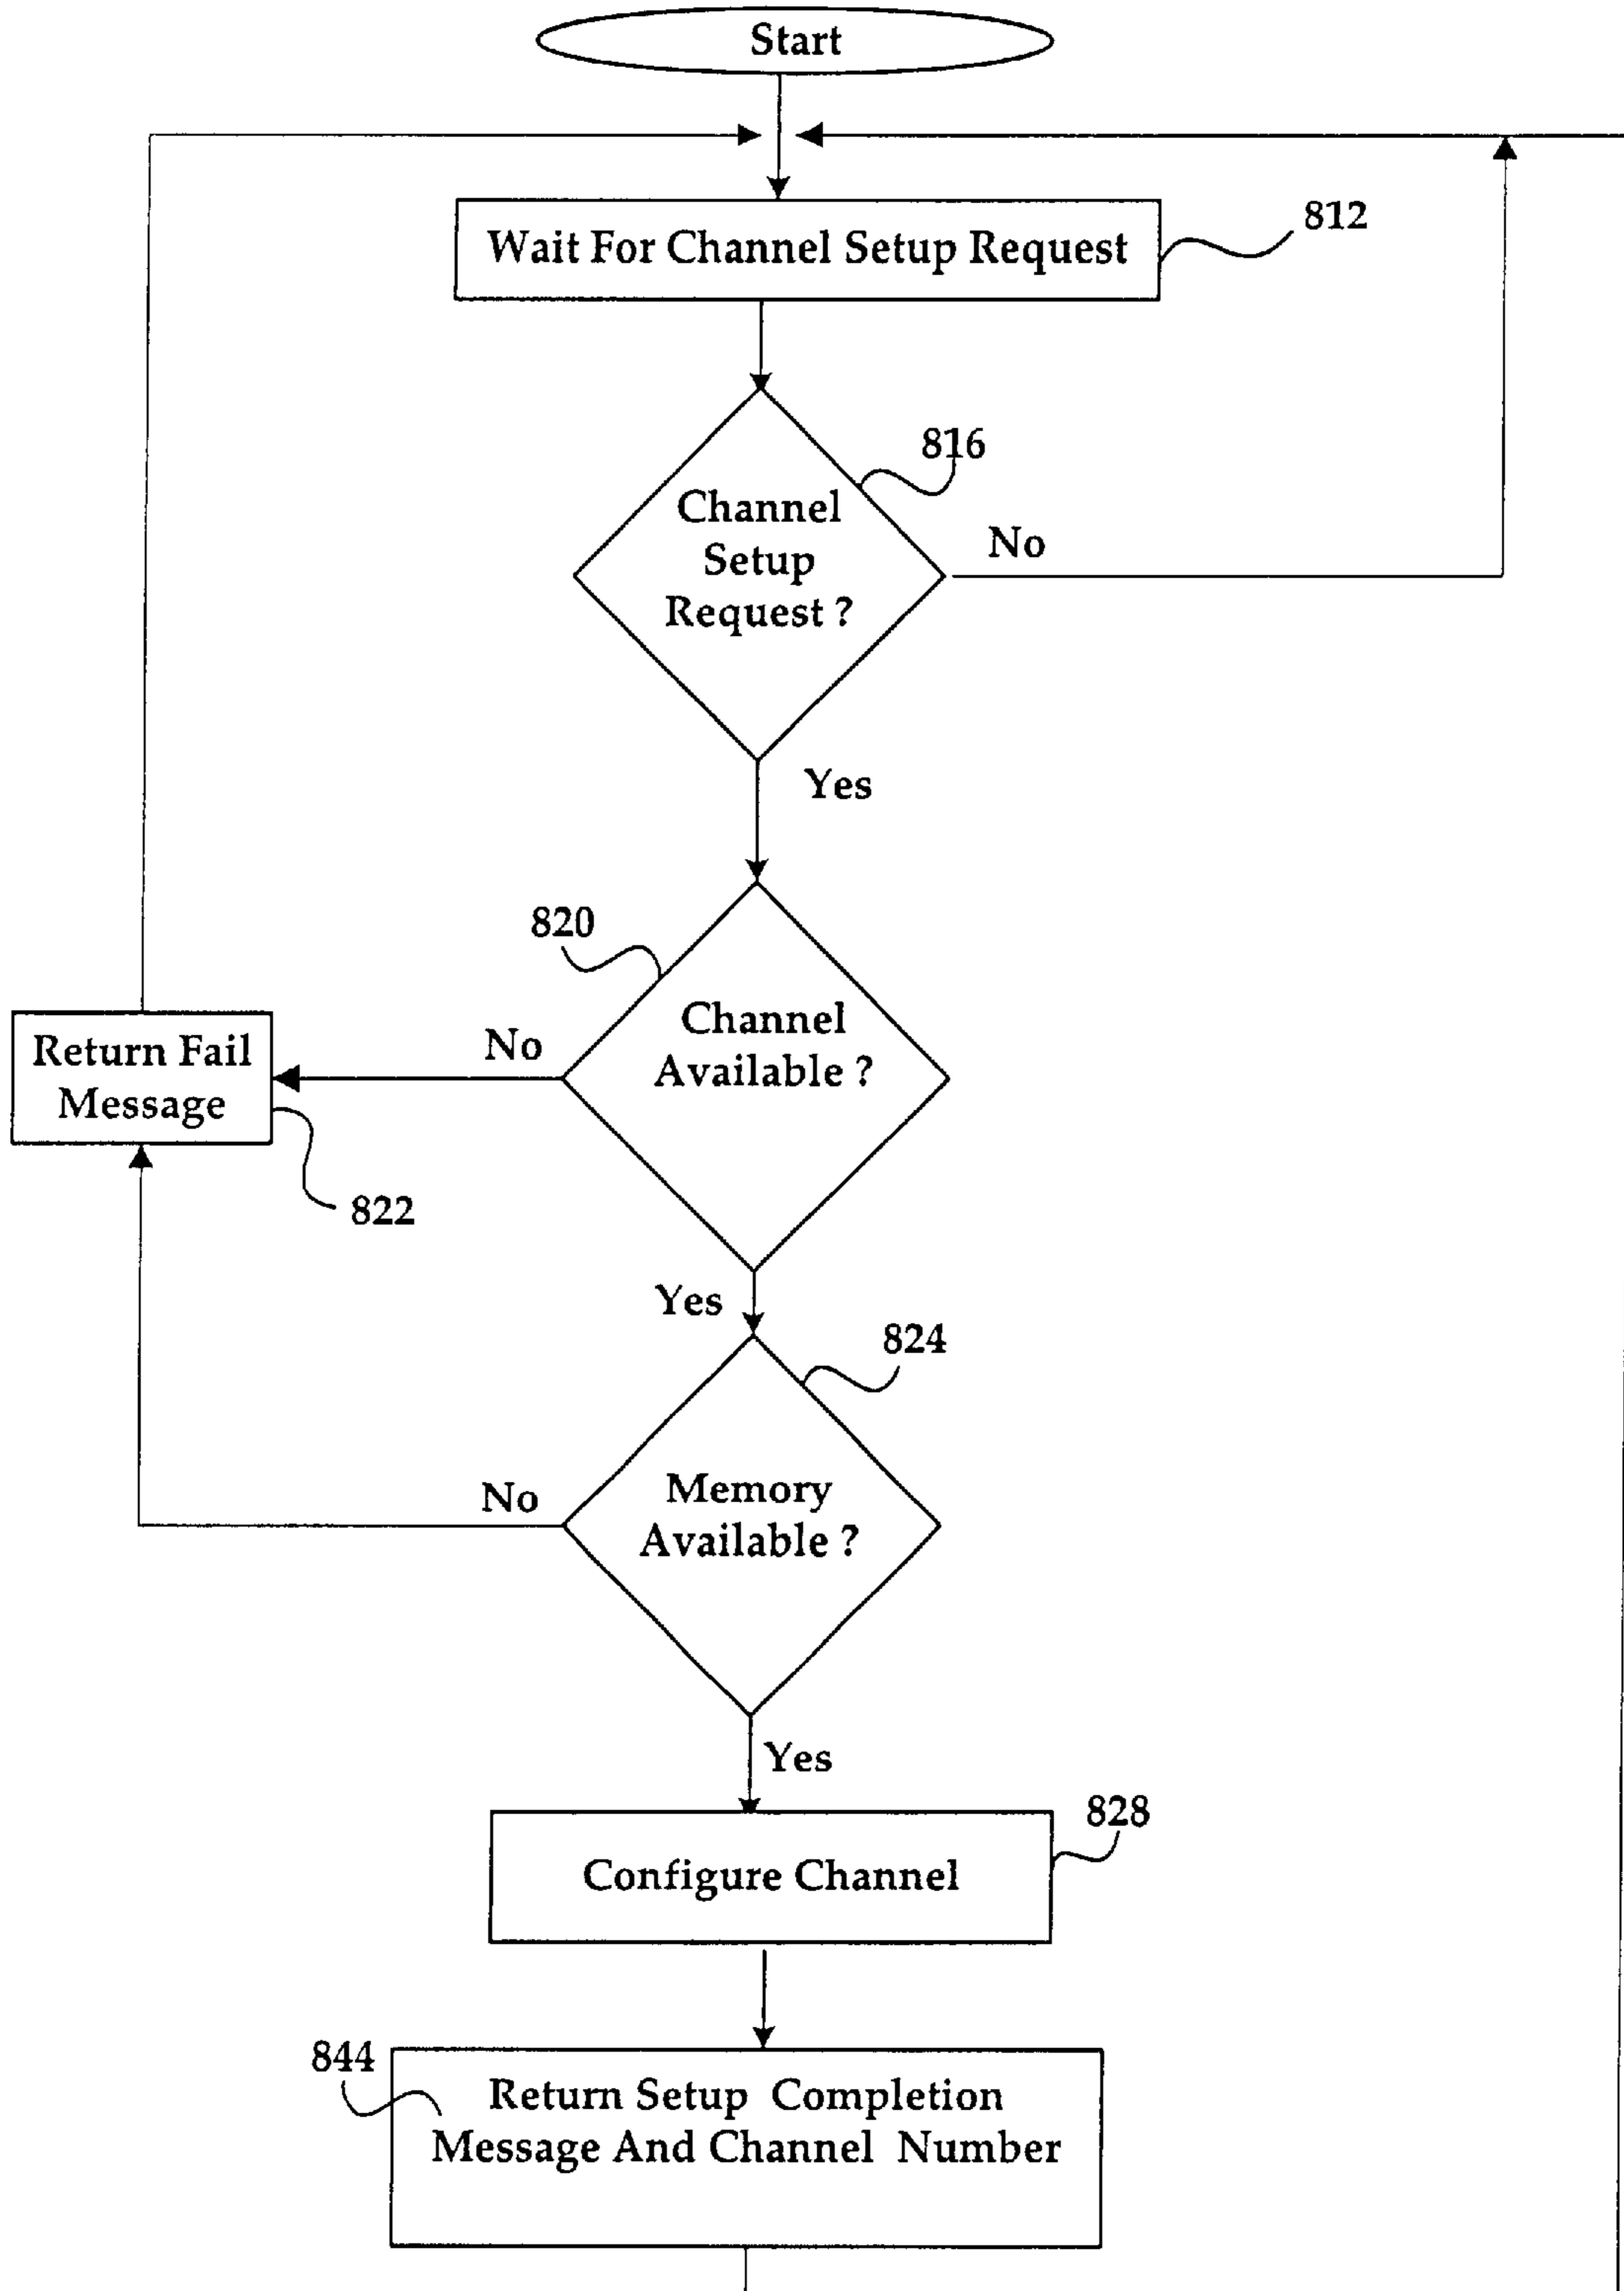 Start
Wait For Channel Setup Request
812
816
Channel
Setup
Request ?
No
Yes
820
Channel
Available ?
No
Return Fail
Message
822
Yes
824
Memory
Available ?
No
Yes
828
Configure Channel
844
Return Setup Completion
Message And Channel Number